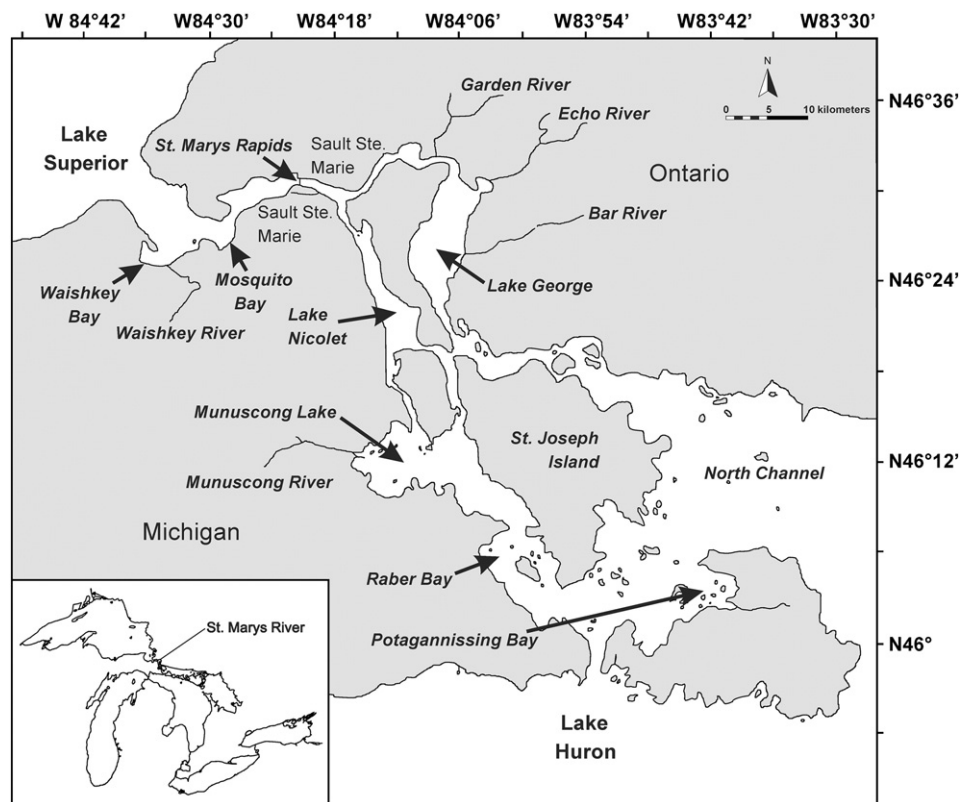 W 84°42' W84°30' W84°18' W84°06' W83°54' W83°42' W83°30'
N
0 5 10 kilometers
N46°36'
Garden River
Echo River
Lake
Superior
St. Marys Rapids
Sault Ste.
Marie
Ontario
Sault Ste.
Marie
Bar River
Waishkey
Bay
Mosquito
Bay
Lake George
N46°24'
Waishkey River
Lake
Nicolet
Munuscong Lake
St. Joseph
Island
North Channel
N46°12'
Munuscong River
Michigan
Raber Bay
Potagannissing Bay
N46°
St. Marys River
Lake
Huron